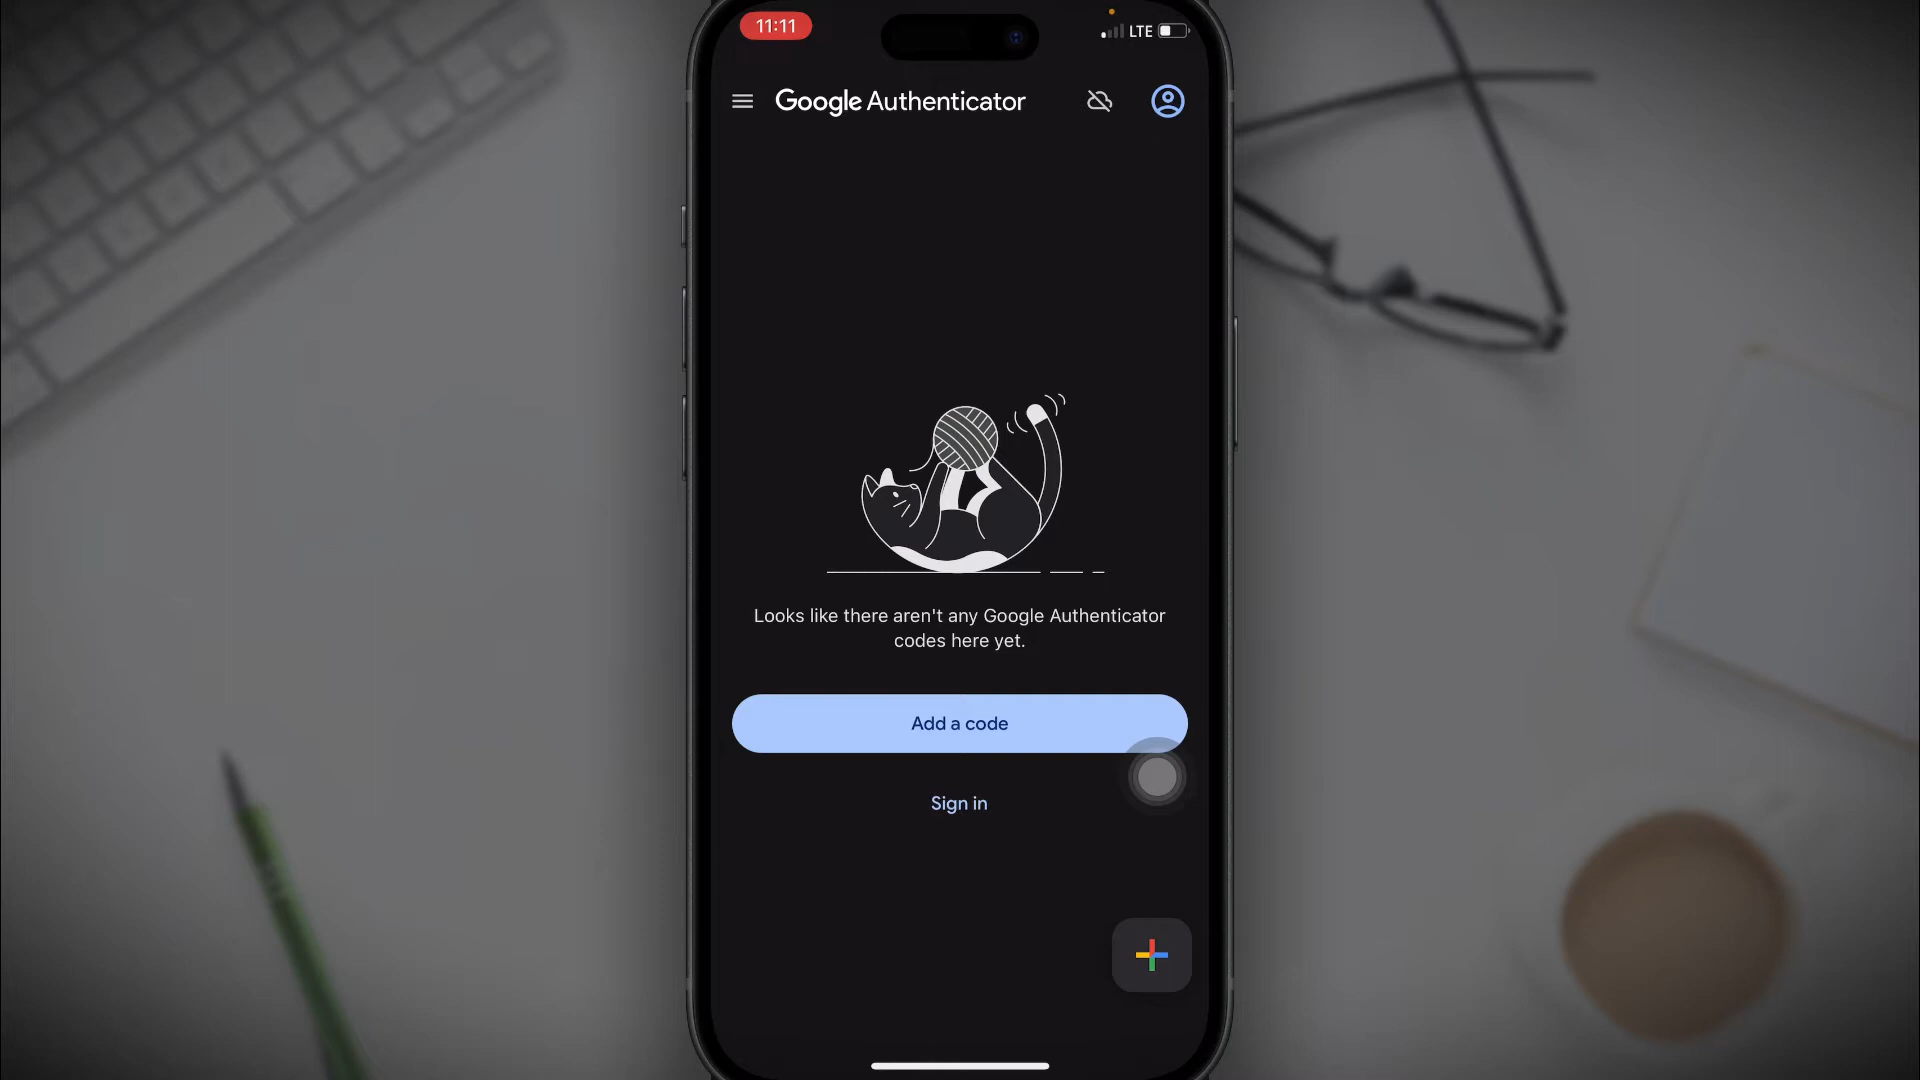 11:11
LTE
Google Authenticator
Looks like there aren't any Google Authenticator
codes here yet.
Add a code
Sign in